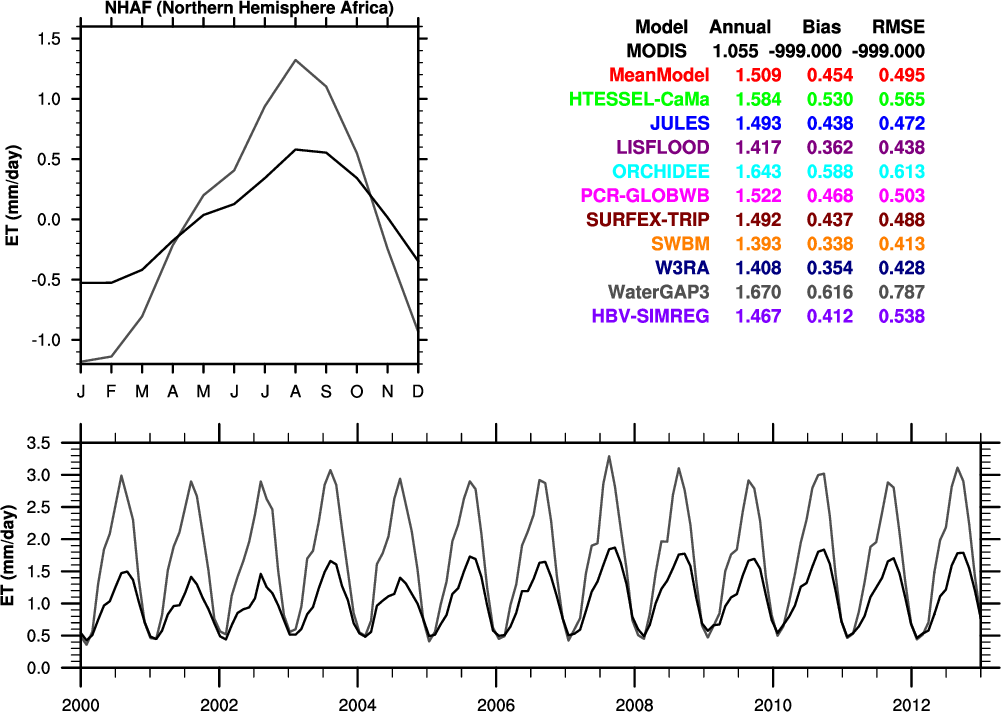 NHAF (Northern Hemisphere Africa)
1.5
1.0
0.5
0.0
-0.5
-1.0
ET (mm/day)
J F M A M J J A S O N D
Model Annual Bias RMSE
MODIS 1.055 -999.000 -999.000
MeanModel 1.509 0.454 0.495
HTESSEL-CaMa 1.584 0.530 0.565
JULES 1.493 0.438 0.472
LISFLOOD 1.417 0.362 0.438
ORCHIDEE 1.643 0.588 0.613
PCR-GLOBWB 1.522 0.468 0.503
SURFEX-TRIP 1.492 0.437 0.488
SWBM 1.393 0.338 0.413
W3RA 1.408 0.354 0.428
WaterGAP3 1.670 0.616 0.787
HBV-SIMREG 1.467 0.412 0.538
3.5
3.0
2.5
2.0
1.5
1.0
0.5
0.0
ET (mm/day)
2000 2002 2004 2006 2008 2010 2012